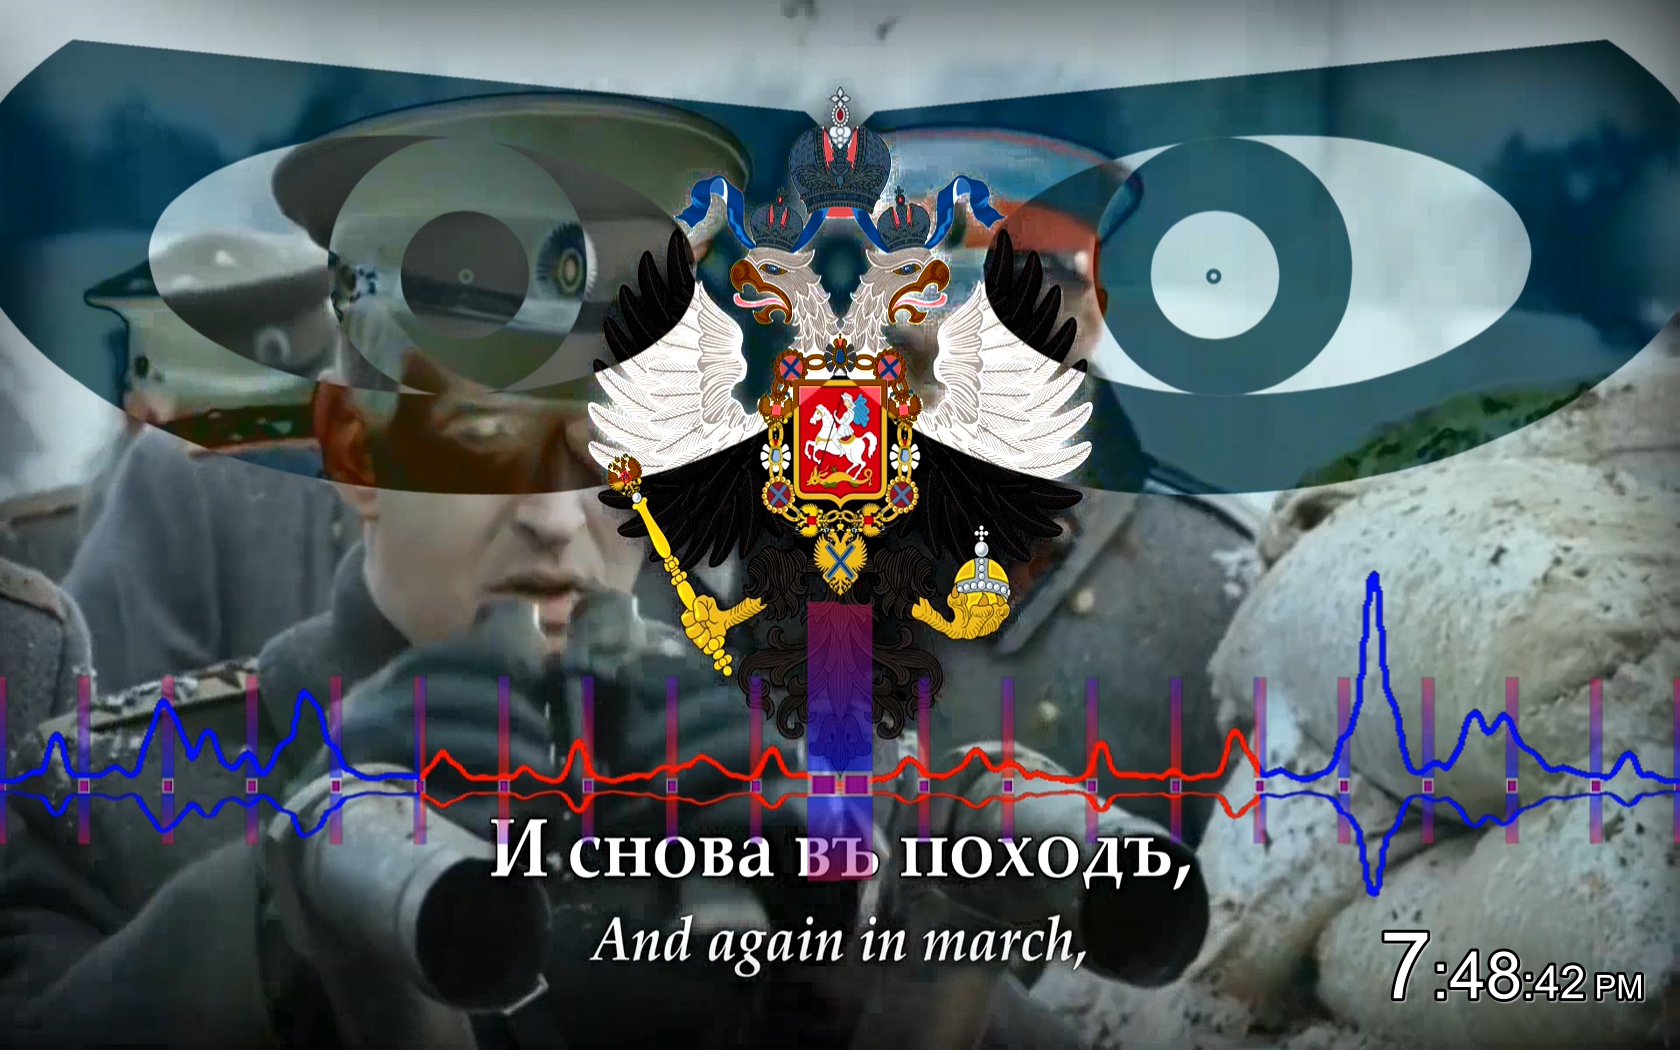 И снова въ походъ,
And again in march,
7:48:42 PM